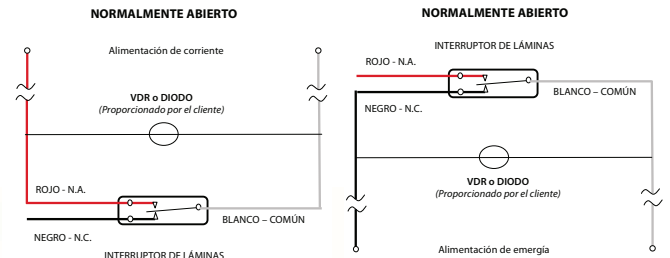 NORMALMENTE ABIERTO
Alimentación de corriente
VDR o DIODO
(Proporcionado por el cliente)
ROJO - N.A.
BLANCO – COMÚN
NEGRO - N.C.
INTERRUPTOR DE LÁMINAS
NORMALMENTE ABIERTO
INTERRUPTOR DE LÁMINAS
ROJO - N.A.
BLANCO – COMÚN
NEGRO - N.C.
VDR o DIODO
(Proporcionado por el cliente)
Alimentación de emergía